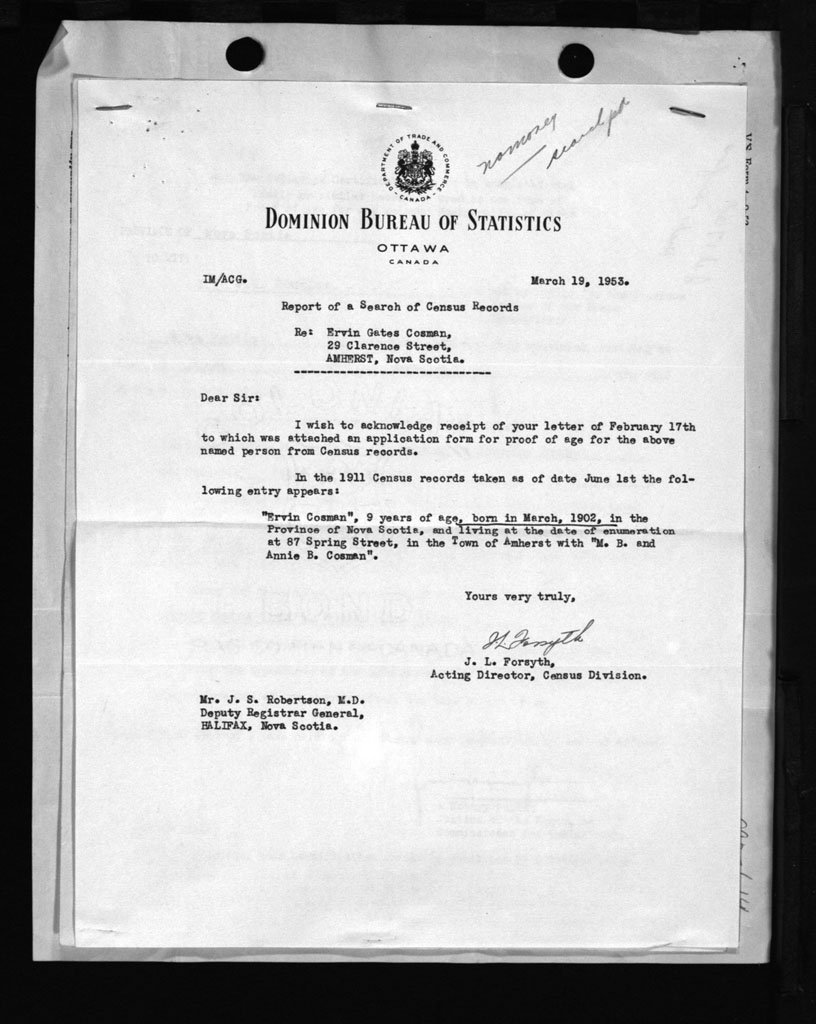 no money
search pd
DEPARTMENT OF TRADE AND COMMERCE
CANADA
DOMINION BUREAU OF STATISTICS
OTTAWA
CANADA
IM/ACG.
March 19, 1953.
Report of a Search of Census Records
Re: Ervin Gates Cosman,
29 Clarence Street,
AMHERST, Nova Scotia.
Dear Sir:
I wish to acknowledge receipt of your letter of February 17th
to which was attached an application form for proof of age for the above
named person from Census records.
In the 1911 Census records taken as of date June 1st the fol-
lowing entry appears:
"Ervin Cosman", 9 years of age, born in March, 1902, in the
Province of Nova Scotia, and living at the date of enumeration
at 87 Spring Street, in the Town of Amherst with "M. B. and
Annie B. Cosman".
Yours very truly,
JL Forsyth
J. L. Forsyth,
Acting Director, Census Division.
Mr. J. S. Robertson, M.D.
Deputy Registrar General,
HALIFAX, Nova Scotia.